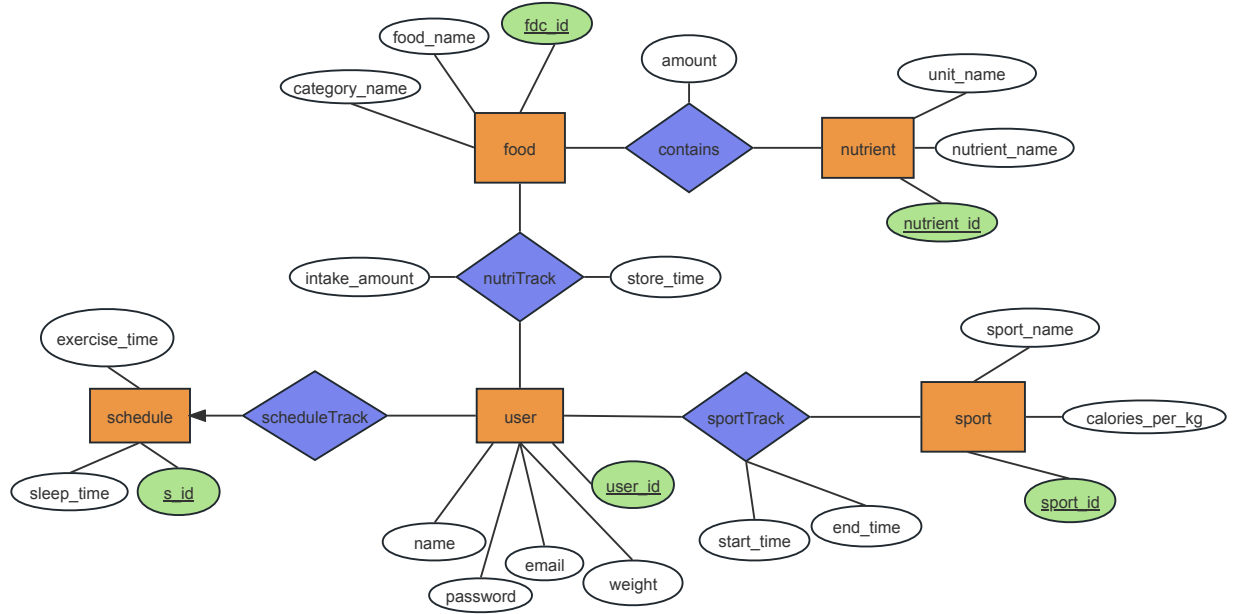 fdc_id
food_name
amount
unit_name
category_name
food
contains
nutrient
nutrient_name
nutrient_id
intake_amount
nutriTrack
store_time
exercise_time
sport_name
schedule
scheduleTrack
user
sportTrack
sport
calories_per_kg
sleep_time
s_id
user_id
sport_id
name
email
weight
password
start_time
end_time